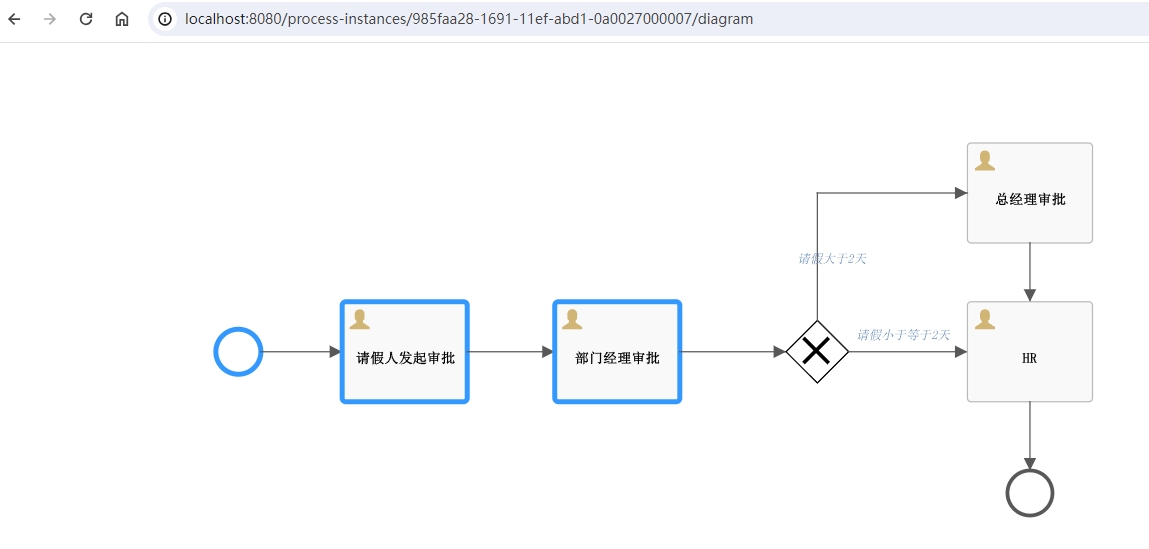 localhost:8080/process-instances/985faa28-1691-11ef-abd1-0a0027000007/diagram
总经理审批
请假大于2天
请假小于等于2天
请假人发起审批
部门经理审批
HR